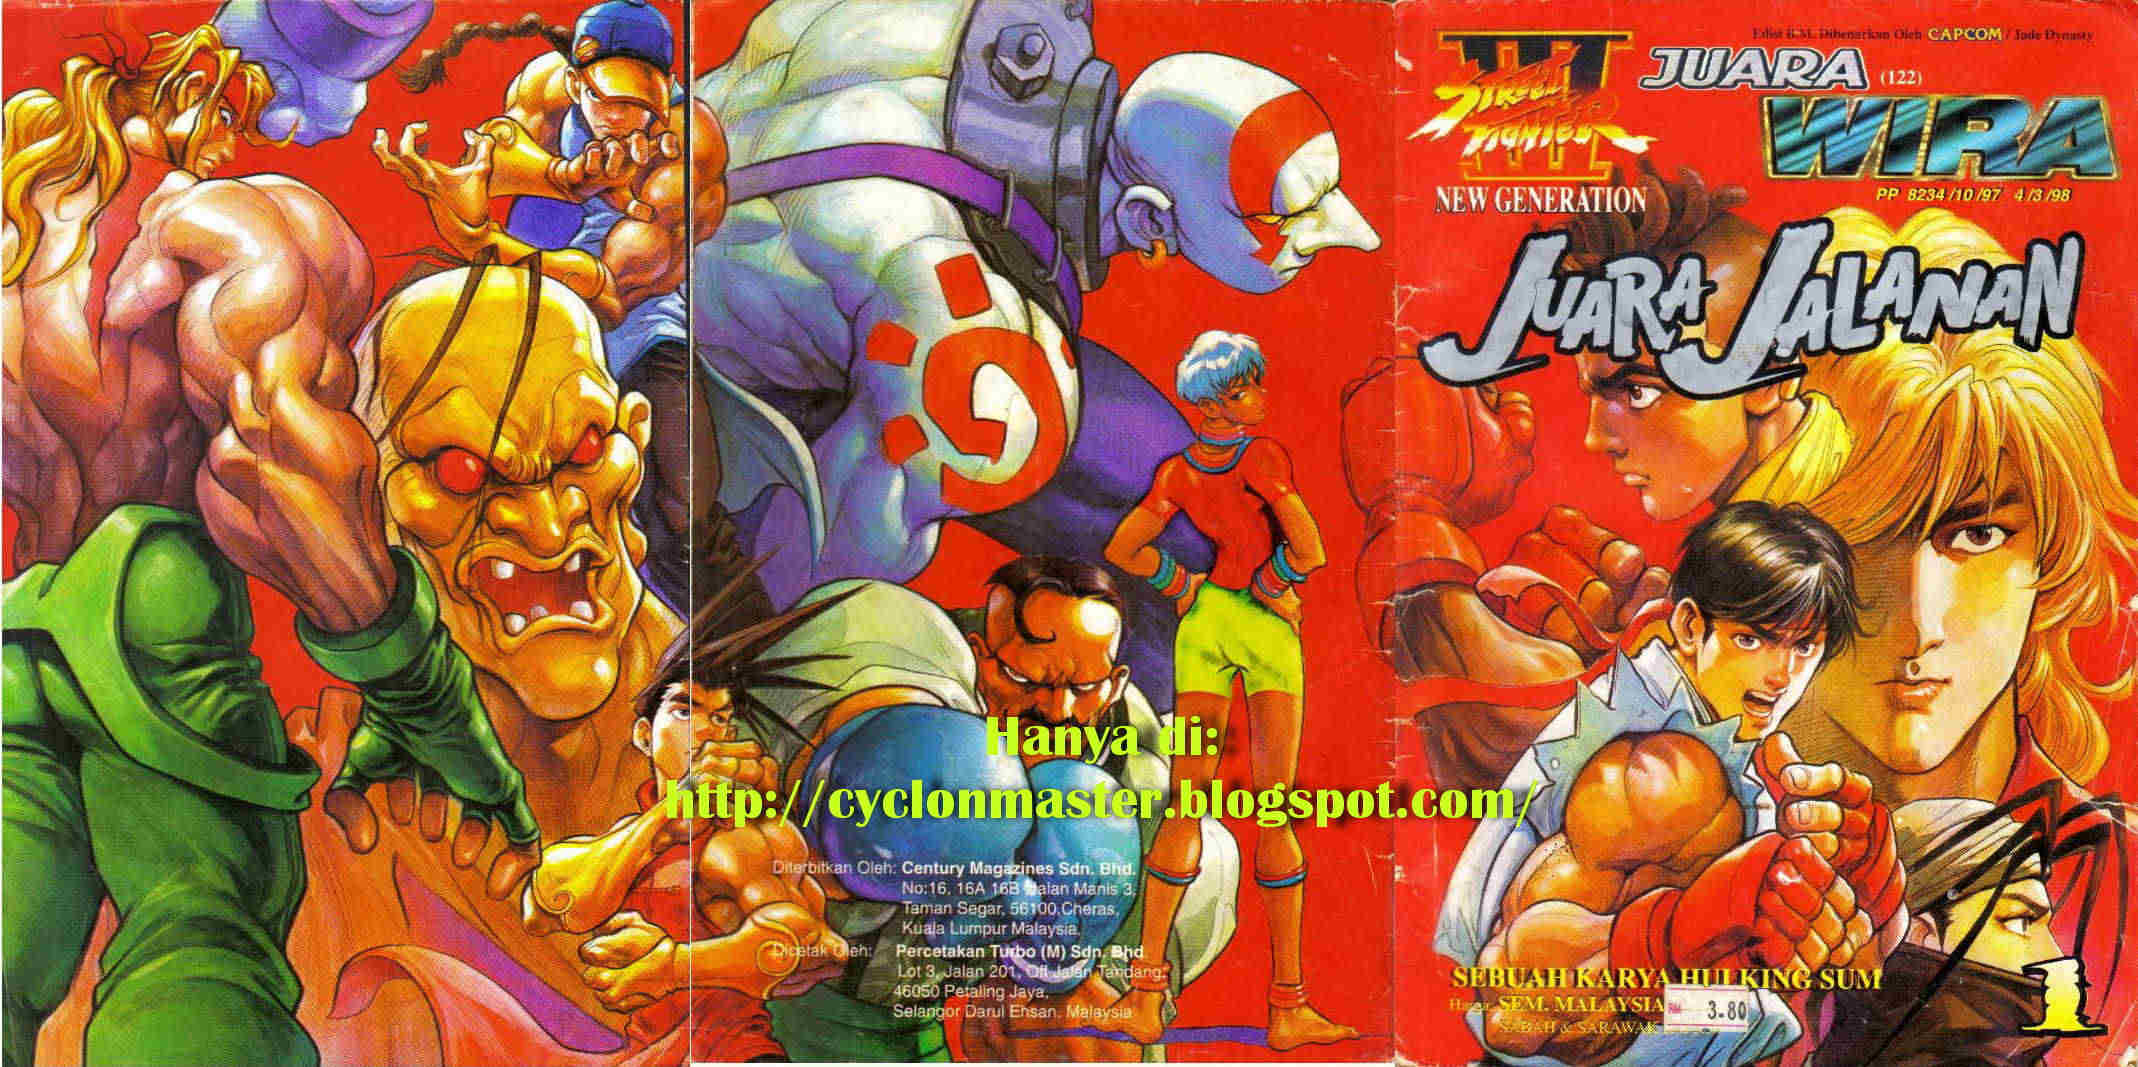 Edisi B.M. Dibenarkan Oleh CAPCOM / Jade Dynasty
STREET
FIGHTER
III
NEW GENERATION
JUARA (122)
WIRA
PP 8234/10/97 4/3/98
JUARA JALANAN
Hanya di:
http://cyclonmaster.blogspot.com/
Diterbitkan Oleh: Century Magazines Sdn. Bhd.
No:16, 16A 16B Jalan Manis 3,
Taman Segar, 56100,Cheras,
Kuala Lumpur Malaysia.
Dicetak Oleh: Percetakan Turbo (M) Sdn. Bhd
Lot 3, Jalan 201, Off Jalan Tandang,
46050 Petaling Jaya,
Selangor Darul Ehsan. Malaysia
SEBUAH KARYA HUI KING SUM
Harga SEM. MALAYSIA RM 3.80
SABAH & SARAWAK
1